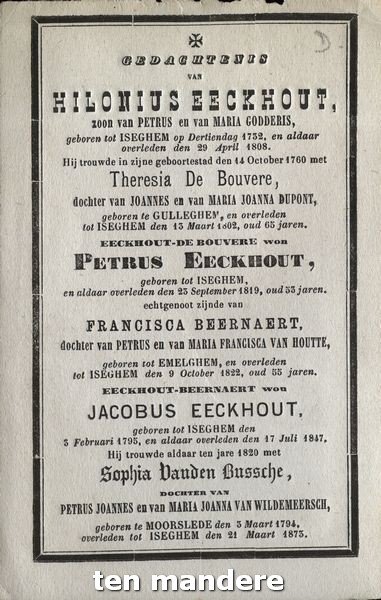 D.
GEDACHTENIS
VAN
HILONIUS EECKHOUT,
zoon van PETRUS en van MARIA GODDERIS,
geboren tot ISEGHEM op Dertiendag 1732, en aldaar
overleden den 29 April 1808.
Hij trouwde in zijne geboortestad den 14 October 1760 met
Theresia De Bouvere,
dochter van JOANNES en van MARIA JOANNA DUPONT,
geboren te GULLEGHEM, en overleden
tot ISEGHEM den 13 Maart 1802, oud 65 jaren.
EECKHOUT-DE BOUVERE won
PETRUS EECKHOUT,
geboren tot ISEGHEM,
en aldaar overleden den 23 September 1819, oud 53 jaren.
echtgenoot zijnde van
FRANCISCA BEERNAERT,
dochter van PETRUS en van MARIA FRANCISCA VAN HOUTTE,
geboren tot EMELGHEM, en overleden
tot ISEGHEM den 9 October 1822, oud 55 jaren.
EECKHOUT-BEERNAERT won
JACOBUS EECKHOUT,
geboren tot ISEGHEM den
3 Februari 1795, en aldaar overleden den 17 Juli 1847.
Hij trouwde aldaar ten jare 1820 met
Sophia Vanden Bussche,
DOCHTER VAN
PETRUS JOANNES en van MARIA JOANNA VAN WILDEMEERSCH,
geboren te MOORSLEDE den 3 Maart 1794,
overleden tot ISEGHEM den 21 Maart 1873.
ten mandere